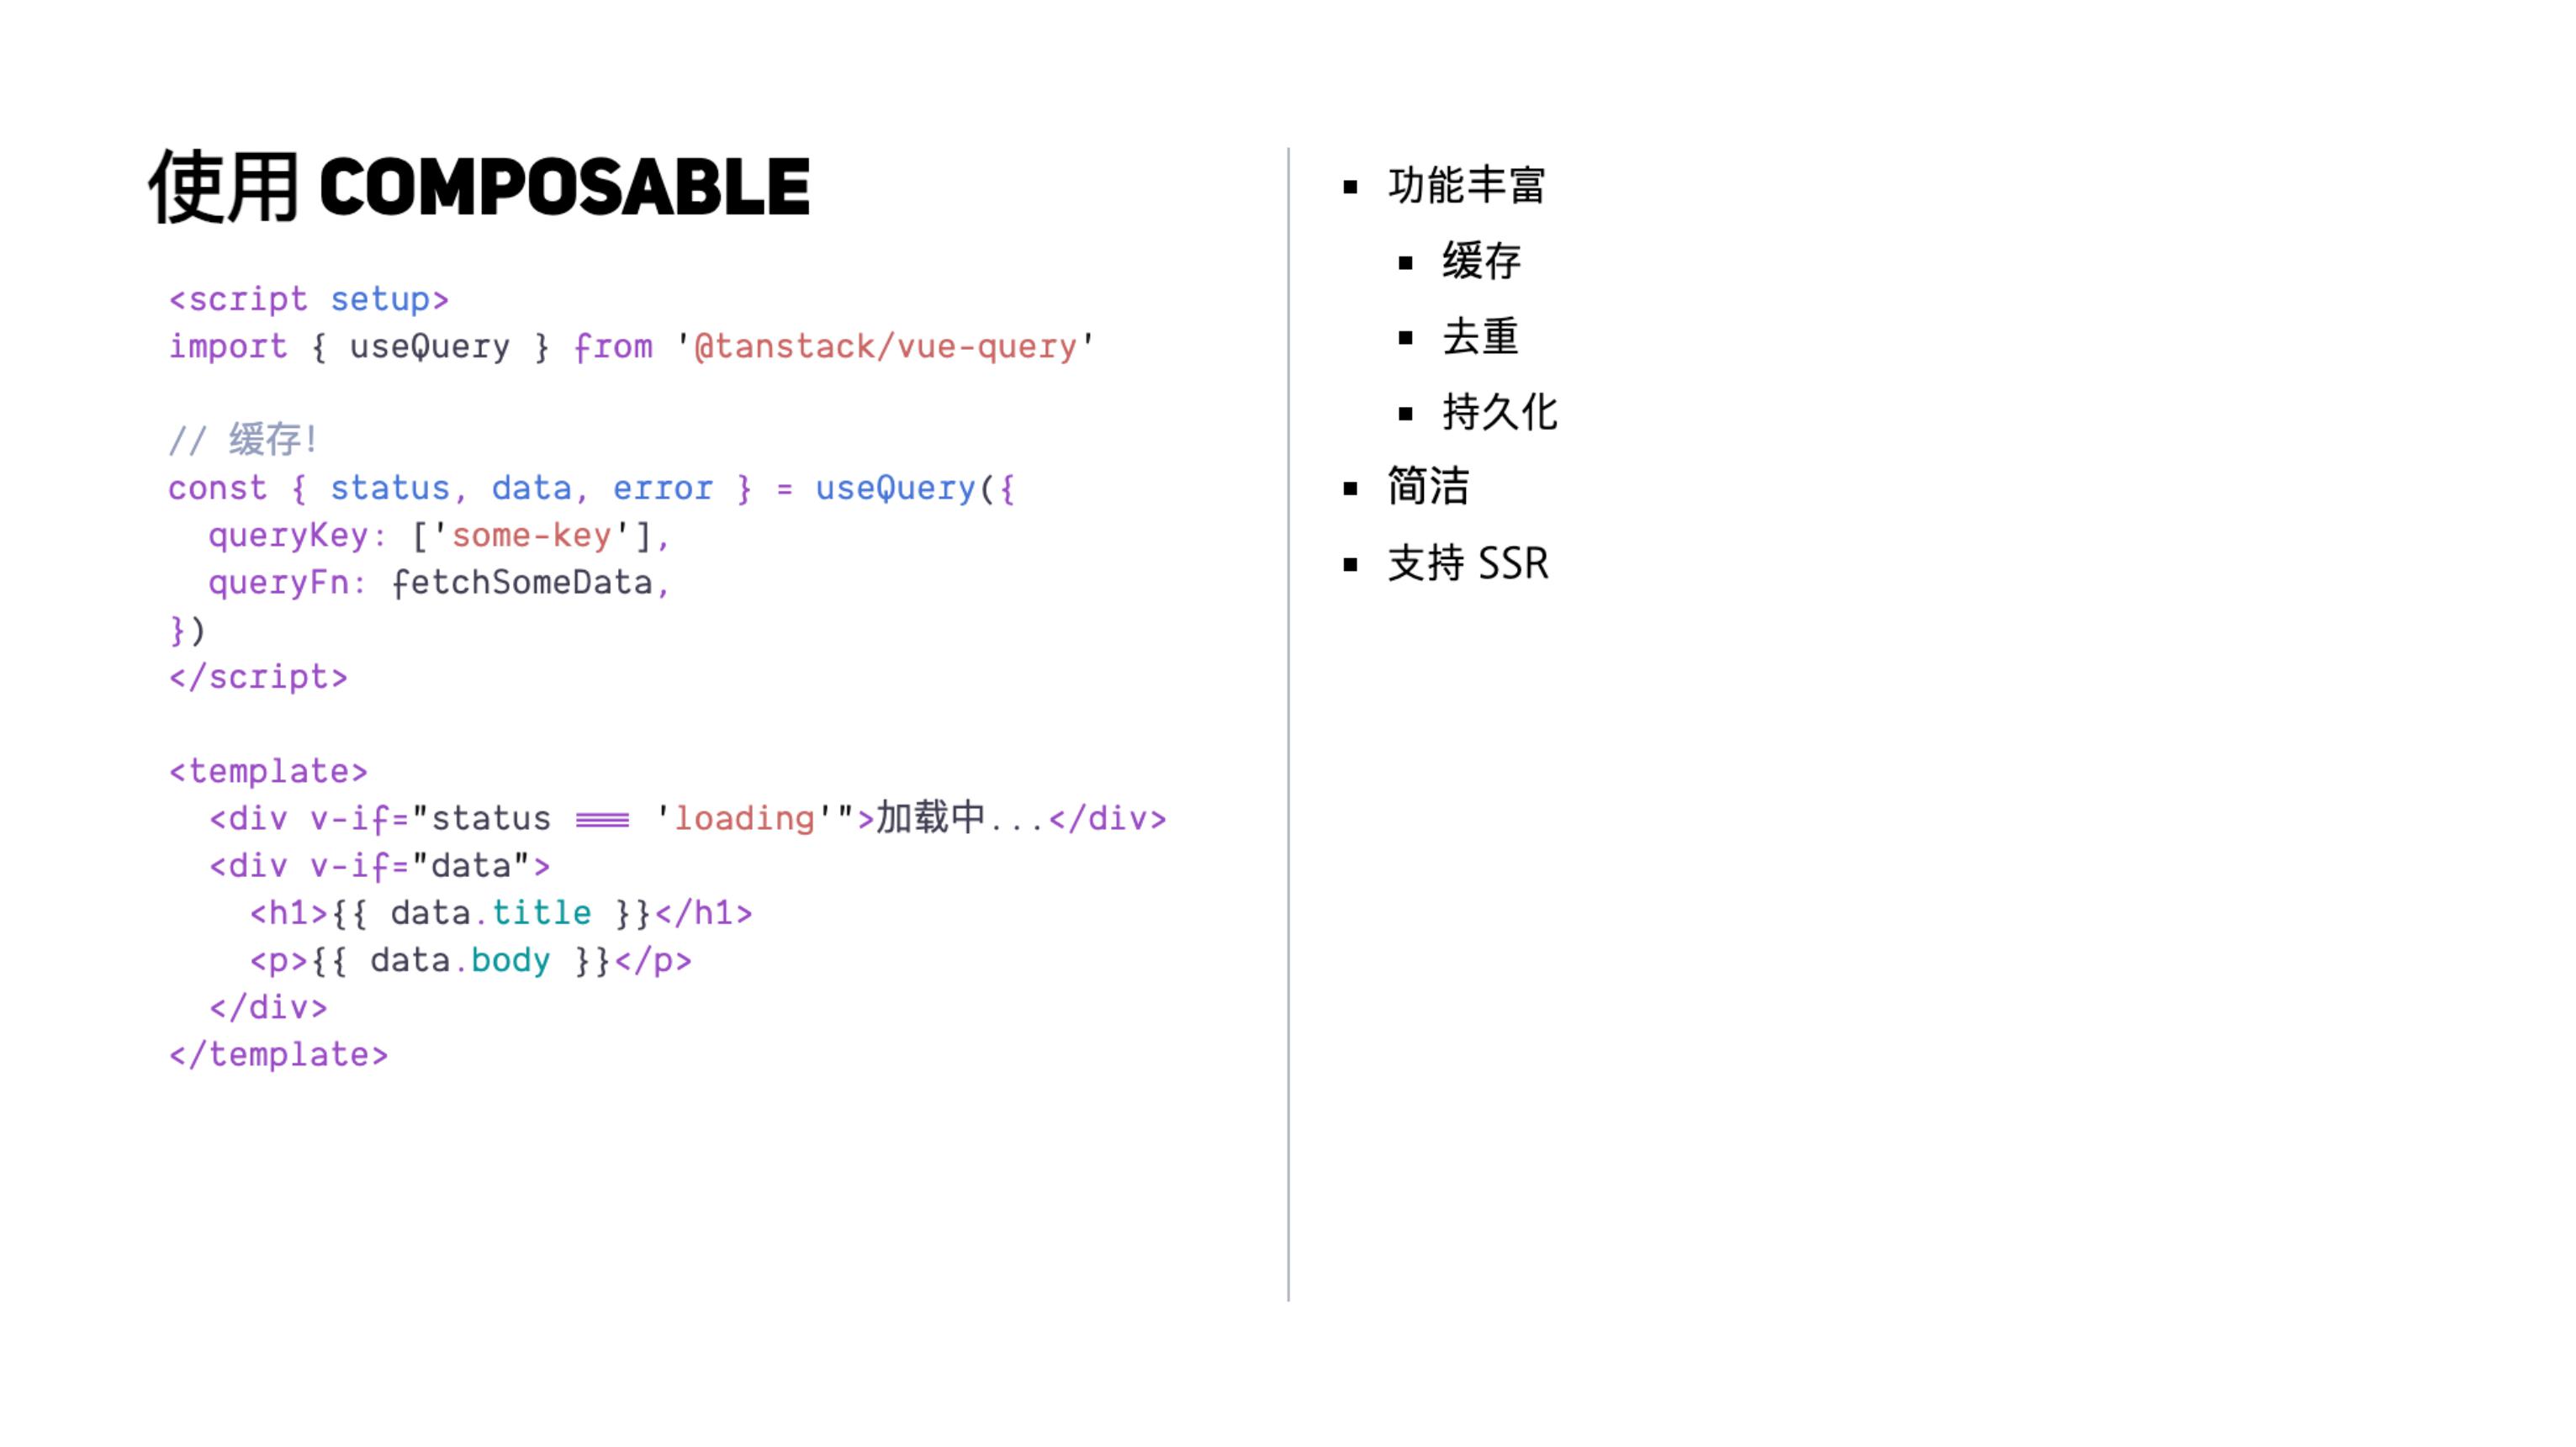 使用 COMPOSABLE
<script setup>
import { useQuery } from '@tanstack/vue-query'
// 缓存!
const { status, data, error } = useQuery({
  queryKey: ['some-key'],
  queryFn: fetchSomeData,
})
</script>
<template>
  <div v-if="status === 'loading'">加载中...</div>
  <div v-if="data">
    <h1>{{ data.title }}</h1>
    <p>{{ data.body }}</p>
  </div>
</template>
▪ 功能丰富
▪ 缓存
▪ 去重
▪ 持久化
▪ 简洁
▪ 支持 SSR